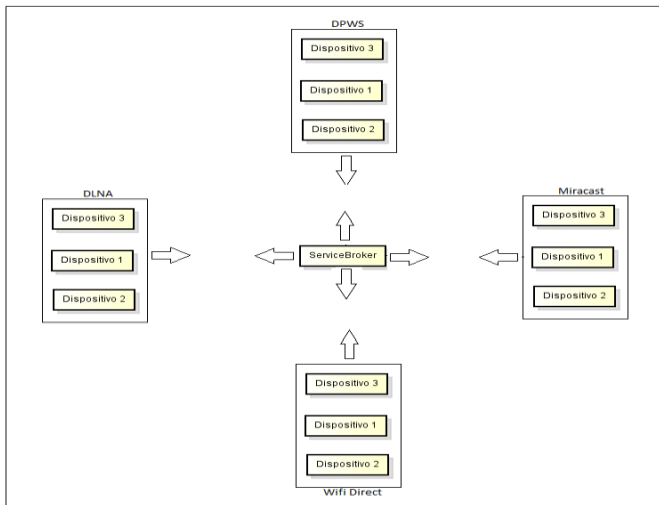 DPWS
Dispositivo 3
Dispositivo 1
Dispositivo 2
DLNA
Dispositivo 3
Dispositivo 1
Dispositivo 2
ServiceBroker
Miracast
Dispositivo 3
Dispositivo 1
Dispositivo 2
Dispositivo 3
Dispositivo 1
Dispositivo 2
Wifi Direct